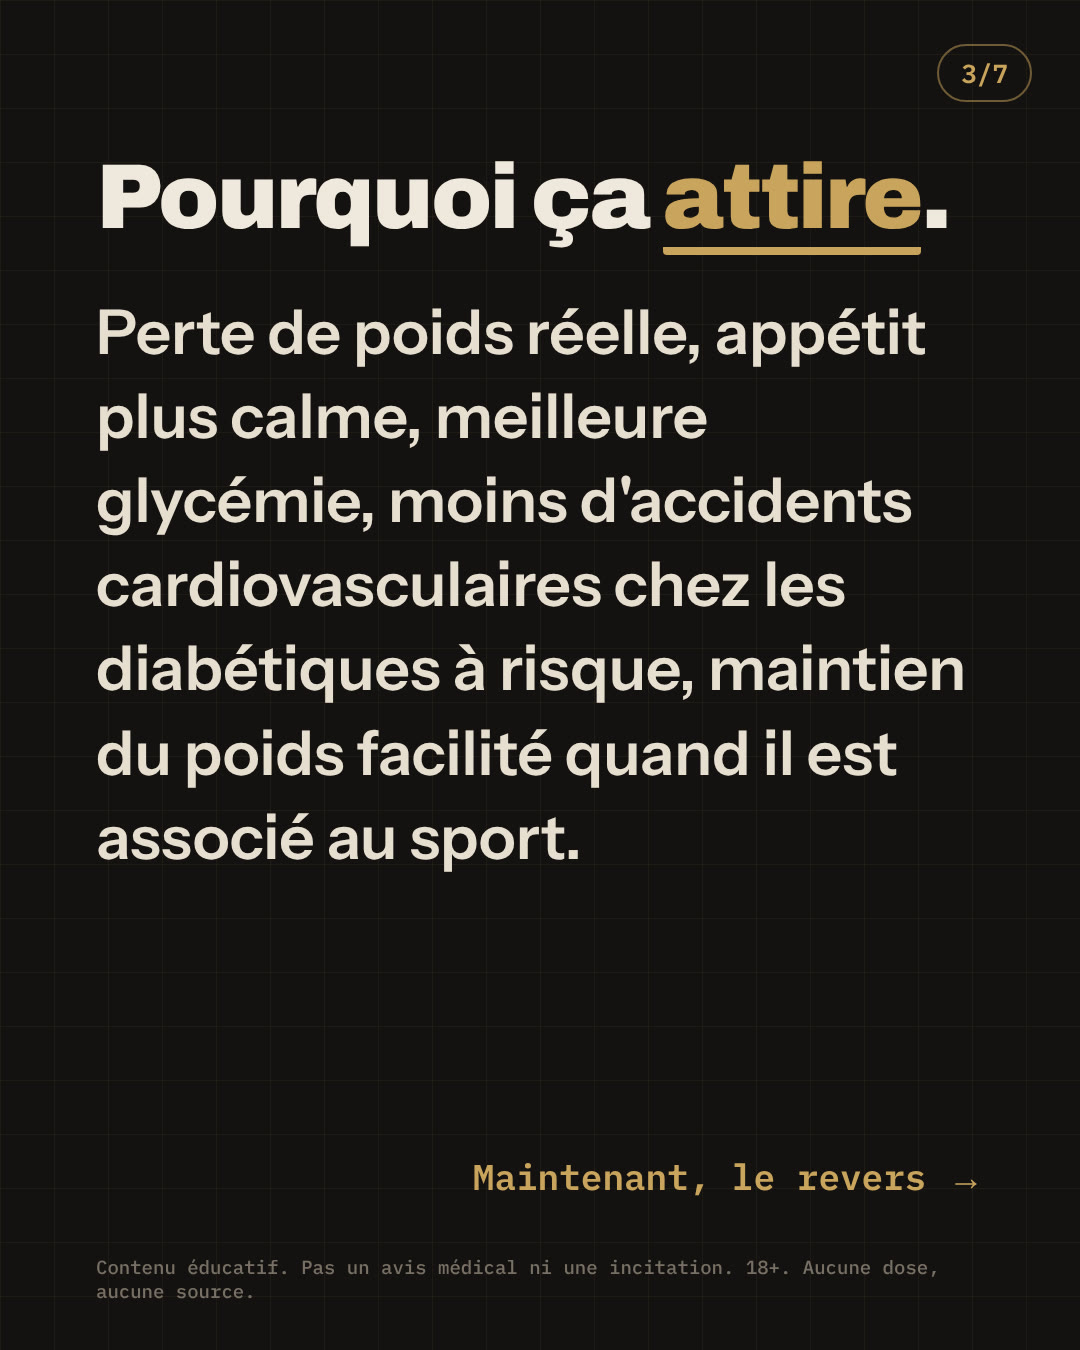 3/7
Pourquoi ça attire.
Perte de poids réelle, appétit
plus calme, meilleure
glycémie, moins d'accidents
cardiovasculaires chez les
diabétiques à risque, maintien
du poids facilité quand il est
associé au sport.
Maintenant, le revers →
Contenu éducatif. Pas un avis médical ni une incitation. 18+. Aucune dose,
aucune source.